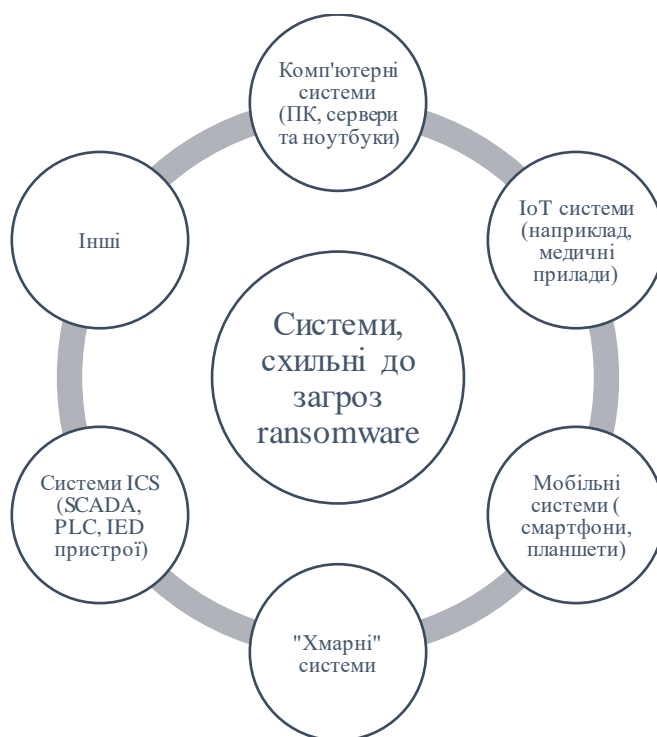 Комп'ютерні
системи
(ПК, сервери
та ноутбуки)
ІоТ системи
(наприклад,
медичні
прилади)
Мобільні
системи (
смартфони,
планшети)
"Хмарні"
системи
Системи ICS
(SCADA,
PLC, IED
пристрої)
Інші
Системи,
схильні до
загроз
ransomware